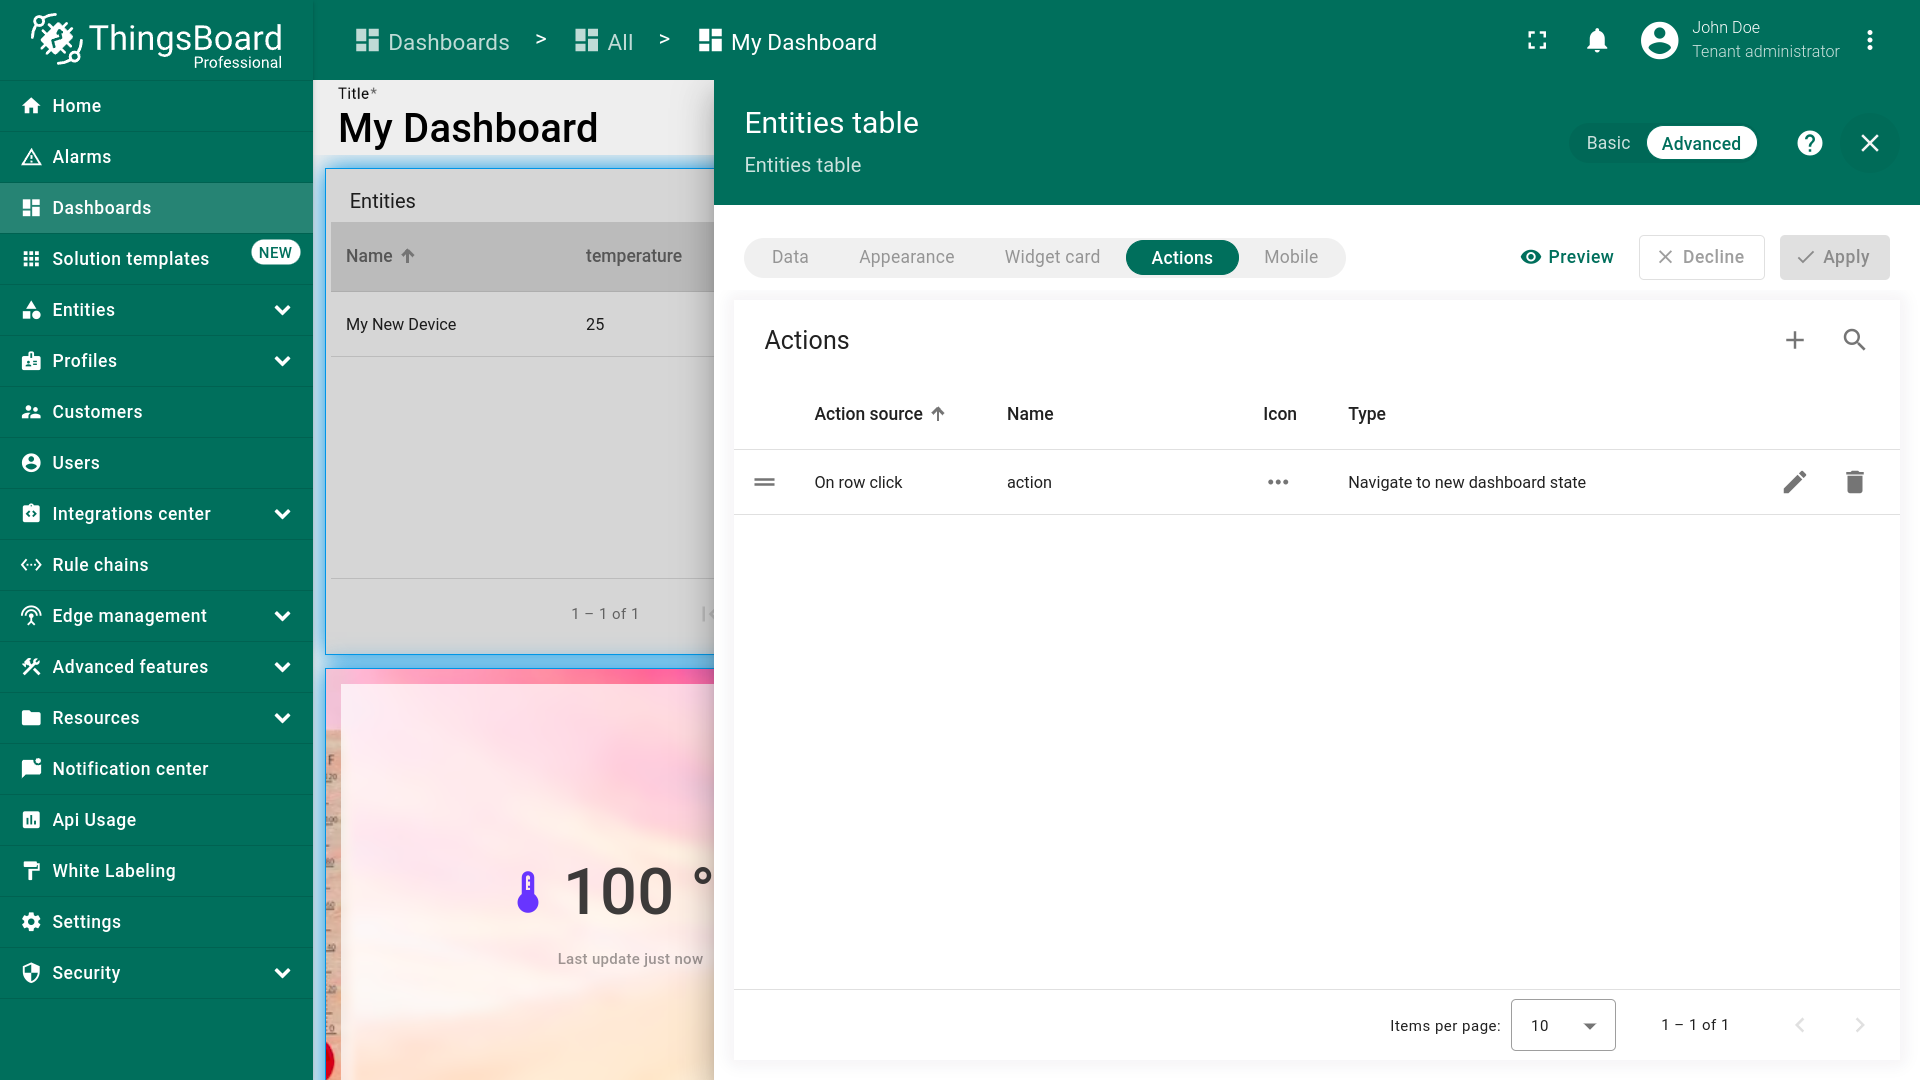 ThingsBoard
Professional
Dashboards > All > My Dashboard
John Doe
Tenant administrator
Home
Alarms
Dashboards
Solution templates NEW
Entities
Profiles
Customers
Users
Integrations center
Rule chains
Edge management
Advanced features
Resources
Notification center
Api Usage
White Labeling
Settings
Security
Title*
My Dashboard
Entities
Name temperature
My New Device 25
1 – 1 of 1
F
100 °
Last update just now
Entities table
Entities table
Basic Advanced
Data Appearance Widget card Actions Mobile
Preview Decline Apply
Actions
Action source Name Icon Type
On row click action Navigate to new dashboard state
Items per page: 10 1 – 1 of 1